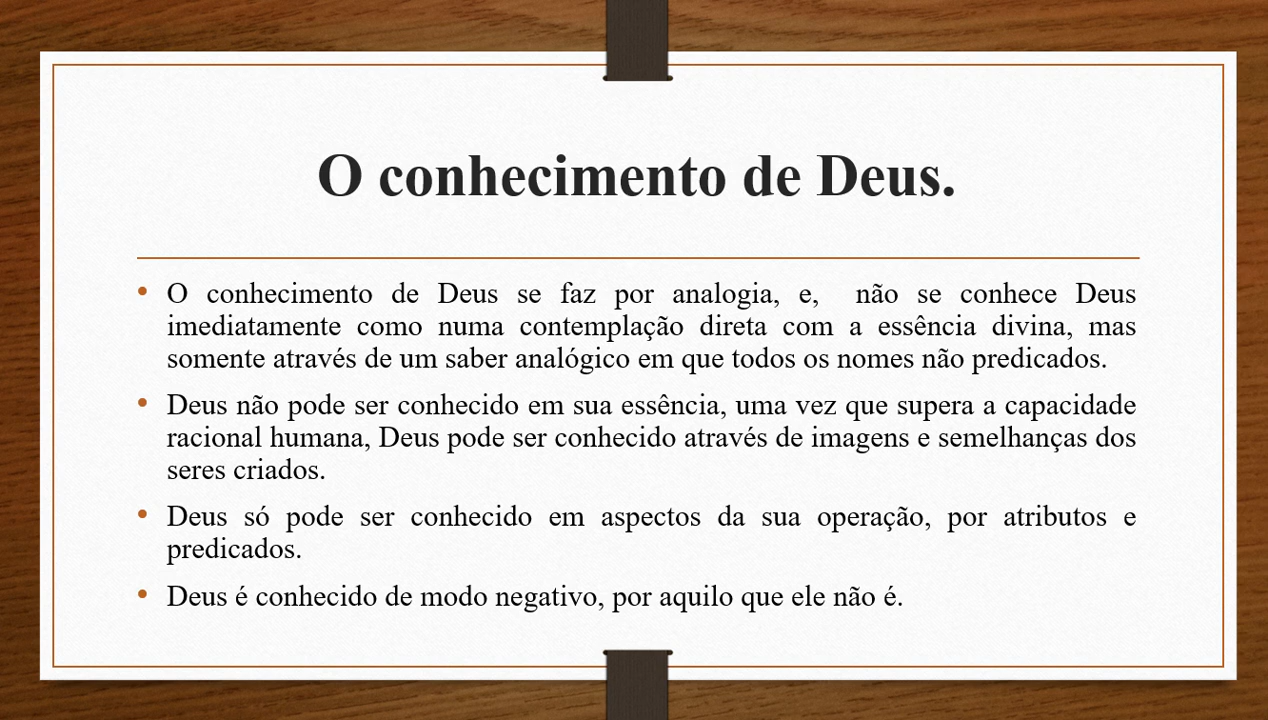 O conhecimento de Deus.
• O conhecimento de Deus se faz por analogia, e, não se conhece Deus
imediatamente como numa contemplação direta com a essência divina, mas
somente através de um saber analógico em que todos os nomes não predicados.
• Deus não pode ser conhecido em sua essência, uma vez que supera a capacidade
racional humana, Deus pode ser conhecido através de imagens e semelhanças dos
seres criados.
• Deus só pode ser conhecido em aspectos da sua operação, por atributos e
predicados.
• Deus é conhecido de modo negativo, por aquilo que ele não é.